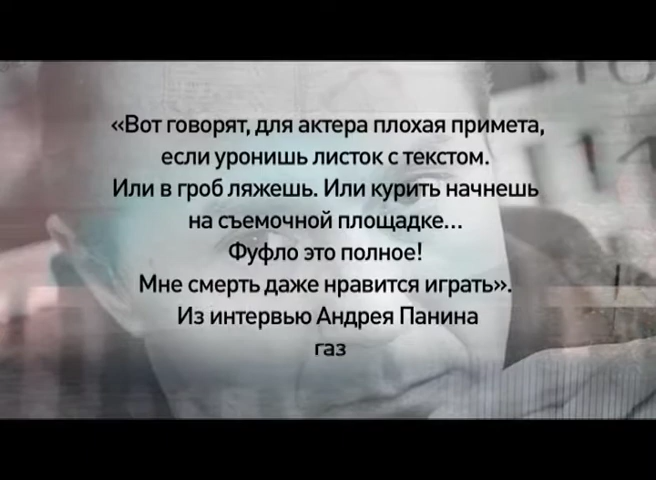 «Вот говорят, для актера плохая примета,
если уронишь листок с текстом.
Или в гроб ляжешь. Или курить начнешь
на съемочной площадке...
Фуфло это полное!
Мне смерть даже нравится играть».
Из интервью Андрея Панина
газ